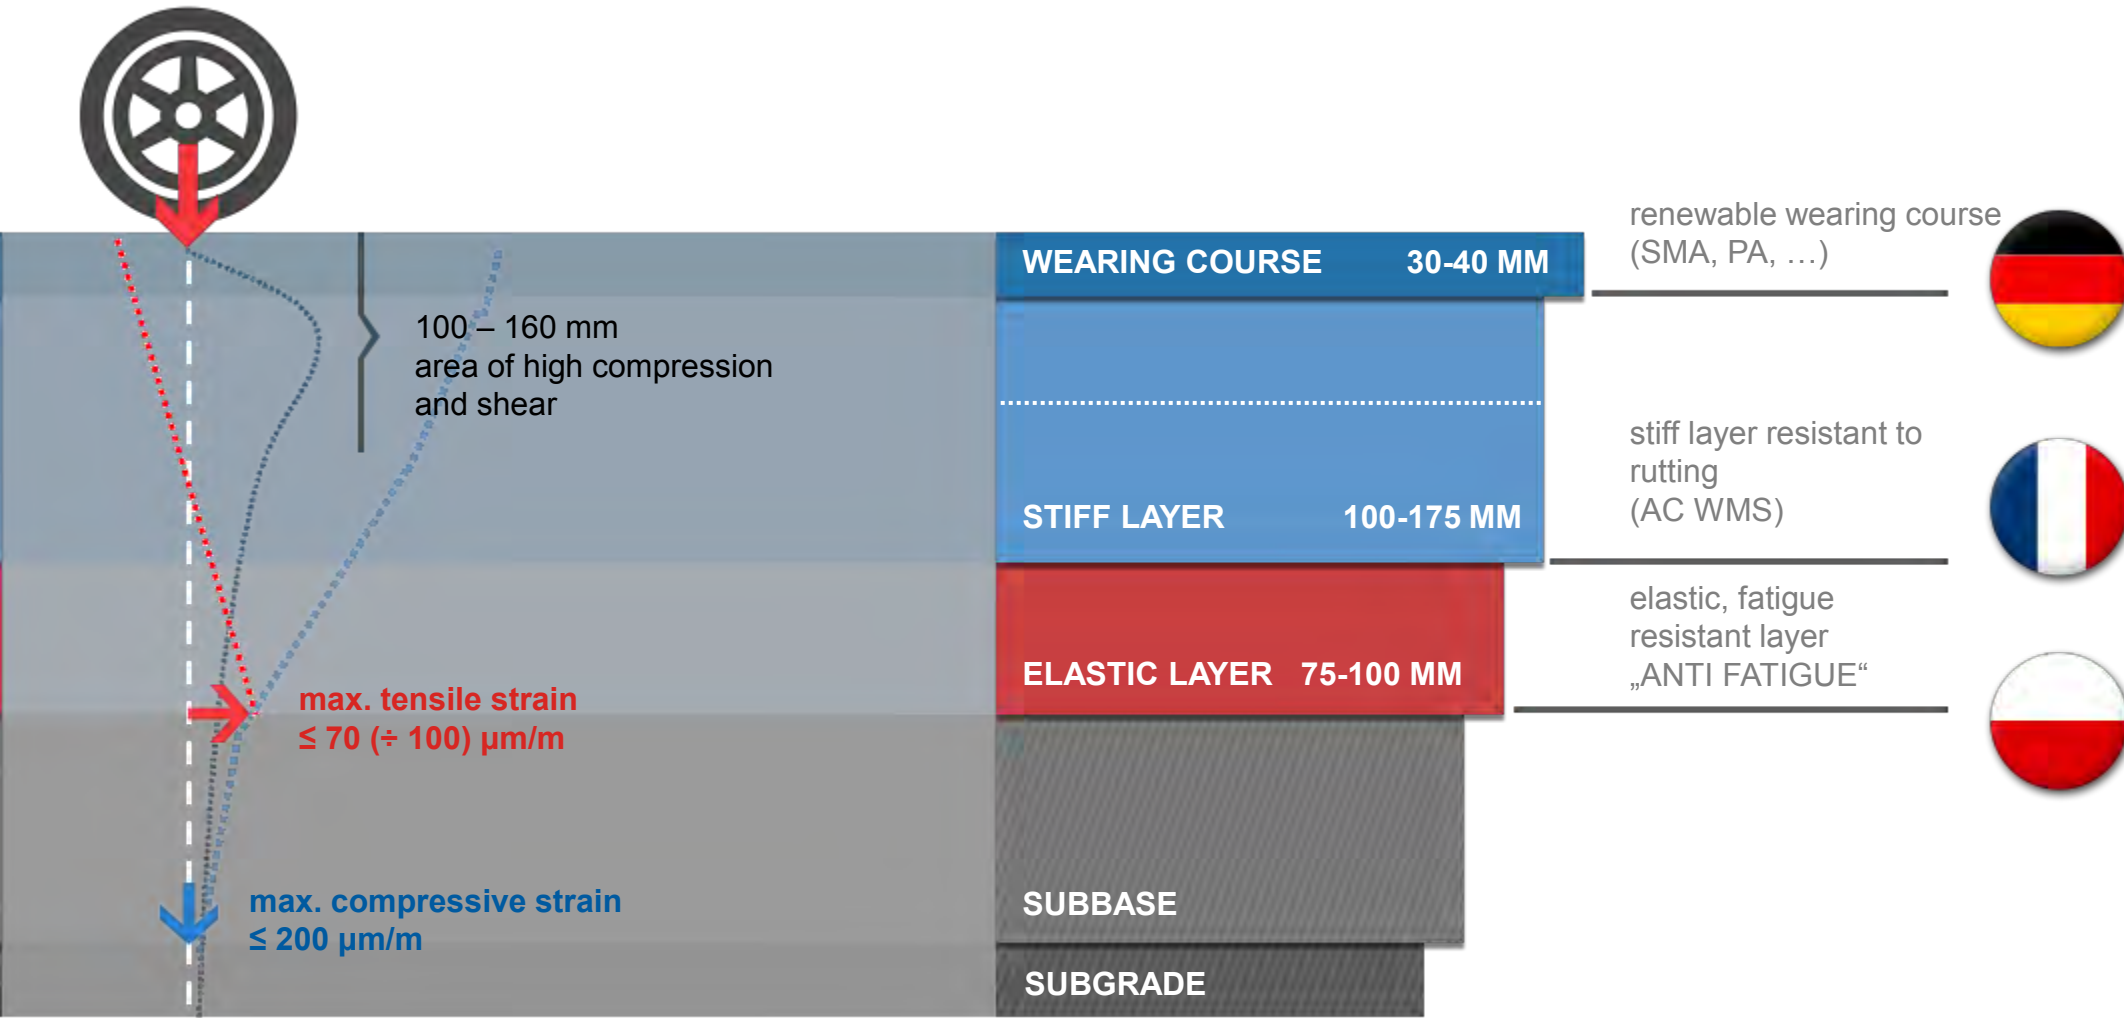 100 – 160 mm
area of high compression
and shear
max. tensile strain
≤ 70 (÷ 100) µm/m
max. compressive strain
≤ 200 µm/m
WEARING COURSE 30-40 MM
STIFF LAYER 100-175 MM
ELASTIC LAYER 75-100 MM
SUBBASE
SUBGRADE
renewable wearing course
(SMA, PA, …)
stiff layer resistant to
rutting
(AC WMS)
elastic, fatigue
resistant layer
„ANTI FATIGUE“